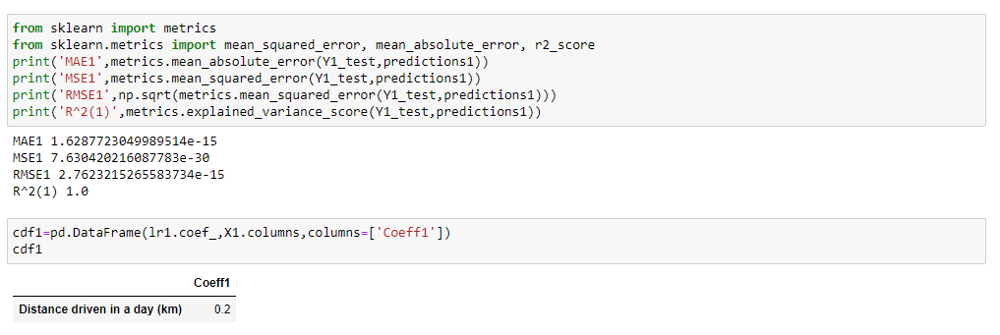 from sklearn import metrics
from sklearn.metrics import mean_squared_error, mean_absolute_error, r2_score
print('MAE1',metrics.mean_absolute_error(Y1_test,predictions1))
print('MSE1',metrics.mean_squared_error(Y1_test,predictions1))
print('RMSE1',np.sqrt(metrics.mean_squared_error(Y1_test,predictions1)))
print('R^2(1)',metrics.explained_variance_score(Y1_test,predictions1))
MAE1 1.6287723049989514e-15
MSE1 7.630420216087783e-30
RMSE1 2.7623215265583734e-15
R^2(1) 1.0
cdf1=pd.DataFrame(lr1.coef_,X1.columns,columns=['Coeff1'])
cdf1
Coeff1
Distance driven in a day (km) 0.2